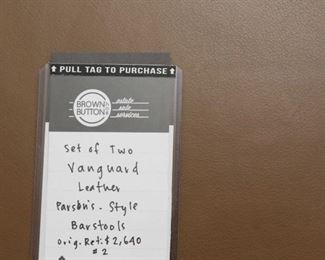 PULL TAG TO PURCHASE
BROWN
BUTTON
estate
sale
services
Set of Two
Vanguard
Leather
Parson's - Style
Barstools
orig. Ret. $2,640
# 2